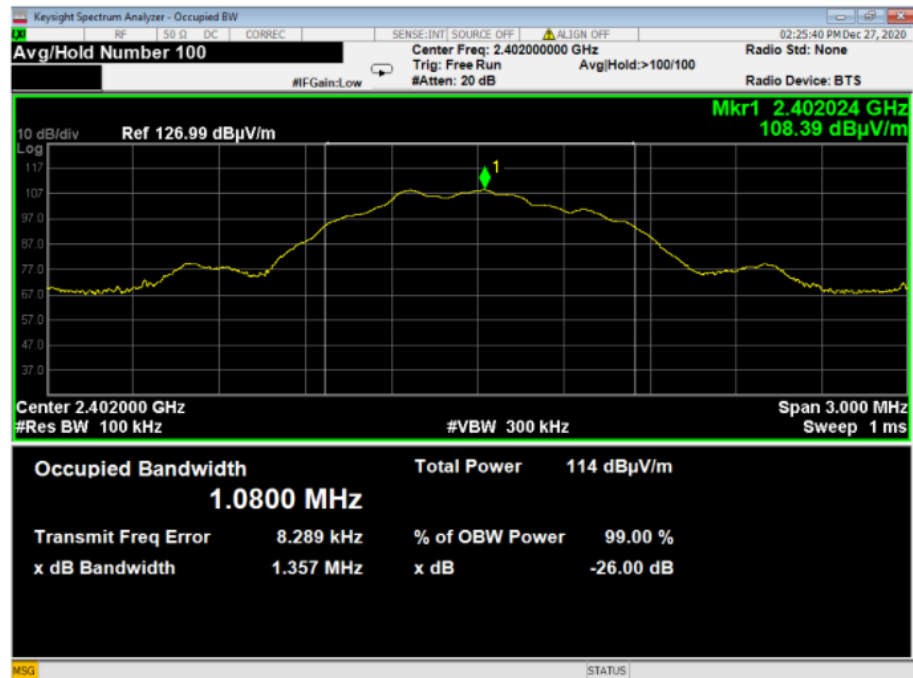 Keysight Spectrum Analyzer - Occupied BW
LXI RF 50 Ω DC CORREC SENSE:INT SOURCE OFF ALIGN OFF 02:25:40 PM Dec 27, 2020
Avg/Hold Number 100
Center Freq: 2.402000000 GHz Radio Std: None
Trig: Free Run Avg|Hold:>100/100
#IFGain:Low #Atten: 20 dB Radio Device: BTS
Mkr1 2.402024 GHz
10 dB/div Ref 126.99 dBµV/m 108.39 dBµV/m
Log
117
1
107
97.0
87.0
77.0
67.0
57.0
47.0
37.0
Center 2.402000 GHz Span 3.000 MHz
#Res BW 100 kHz #VBW 300 kHz Sweep 1 ms
Occupied Bandwidth Total Power 114 dBµV/m
1.0800 MHz
Transmit Freq Error 8.289 kHz % of OBW Power 99.00 %
x dB Bandwidth 1.357 MHz x dB -26.00 dB
MSG STATUS